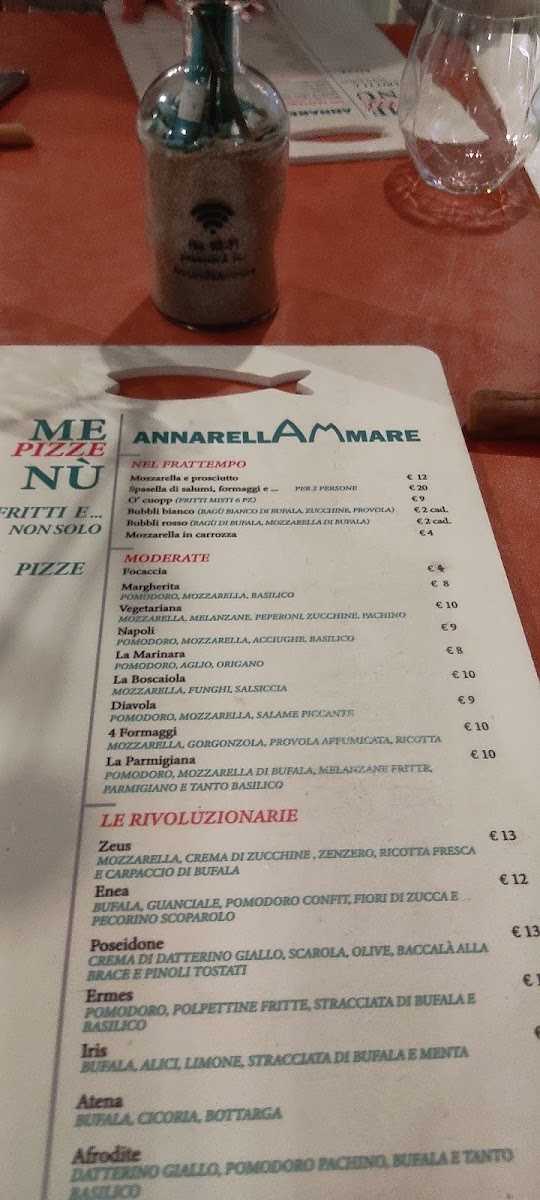 ME
PIZZE
NÙ
FRITTI E...
NON SOLO
PIZZE
ANNARELLAMMARE
NEL FRATTEMPO
Mozzarella e prosciutto € 12
Spasella di salumi, formaggi e ... PER 2 PERSONE € 20
O' cuopp (FRITTI MISTI 6 PZ) € 9
Bubbli bianco (RAGÙ BIANCO DI BUFALA, ZUCCHINE, PROVOLA) € 2 cad.
Bubbli rosso (RAGÙ DI BUFALA, MOZZARELLA DI BUFALA) € 2 cad.
Mozzarella in carrozza € 4
MODERATE
Focaccia € 4
Margherita € 8
POMODORO, MOZZARELLA, BASILICO
Vegetariana € 10
MOZZARELLA, MELANZANE, PEPERONI, ZUCCHINE, PACHINO
Napoli € 9
POMODORO, MOZZARELLA, ACCIUGHE, BASILICO
La Marinara € 8
POMODORO, AGLIO, ORIGANO
La Boscaiola € 10
MOZZARELLA, FUNGHI, SALSICCIA
Diavola € 9
POMODORO, MOZZARELLA, SALAME PICCANTE
4 Formaggi € 10
MOZZARELLA, GORGONZOLA, PROVOLA AFFUMICATA, RICOTTA
La Parmigiana € 10
POMODORO, MOZZARELLA DI BUFALA, MELANZANE FRITTE,
PARMIGIANO E TANTO BASILICO
LE RIVOLUZIONARIE
Zeus € 13
MOZZARELLA, CREMA DI ZUCCHINE , ZENZERO, RICOTTA FRESCA
E CARPACCIO DI BUFALA
Enea € 12
BUFALA, GUANCIALE, POMODORO CONFIT, FIORI DI ZUCCA E
PECORINO SCOPAROLO
Poseidone € 13
CREMA DI DATTERINO GIALLO, SCAROLA, OLIVE, BACCALÀ ALLA
BRACE E PINOLI TOSTATI
Ermes €
POMODORO, POLPETTINE FRITTE, STRACCIATA DI BUFALA E
BASILICO
Iris
BUFALA, ALICI, LIMONE, STRACCIATA DI BUFALA E MENTA
Atena
BUFALA, CICORIA, BOTTARGA
Afrodite
DATTERINO GIALLO, POMODORO PACHINO, BUFALA E TANTO
BASILICO